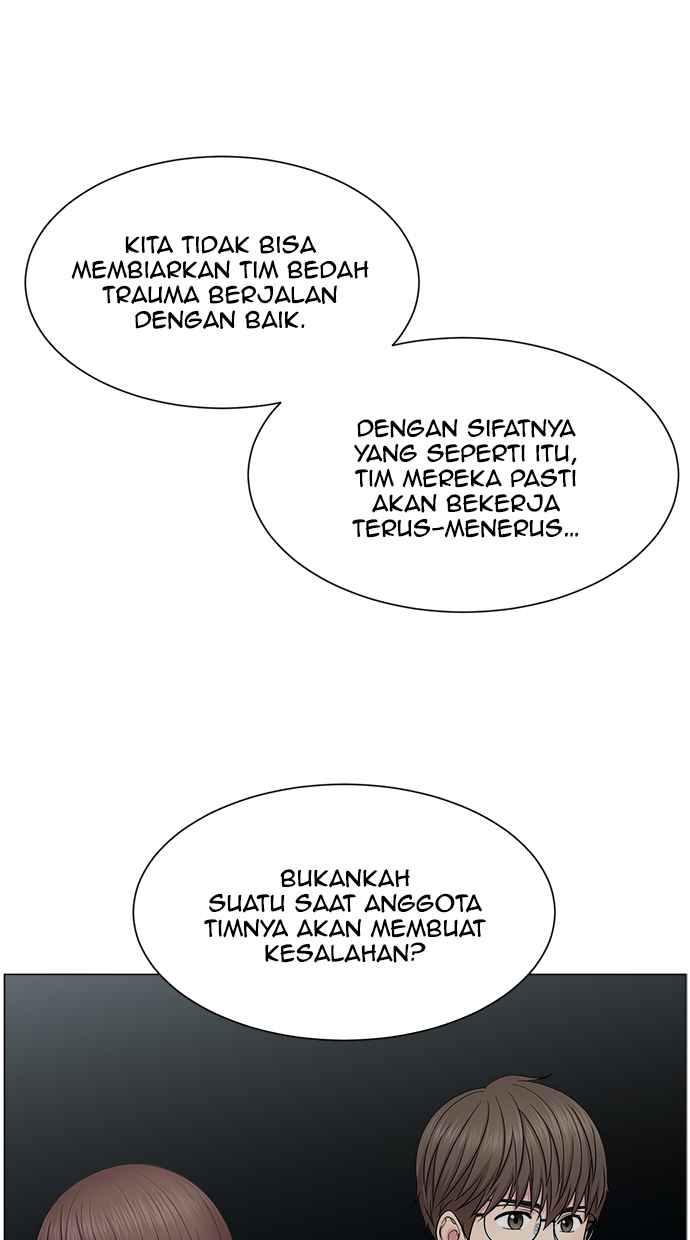 KITA TIDAK BISA
MEMBIARKAN TIM BEDAH
TRAUMA BERJALAN
DENGAN BAIK.
DENGAN SIFATNYA
YANG SEPERTI ITU,
TIM MEREKA PASTI
AKAN BEKERJA
TERUS-MENERUS...
BUKANKAH
SUATU SAAT ANGGOTA
TIMNYA AKAN MEMBUAT
KESALAHAN?